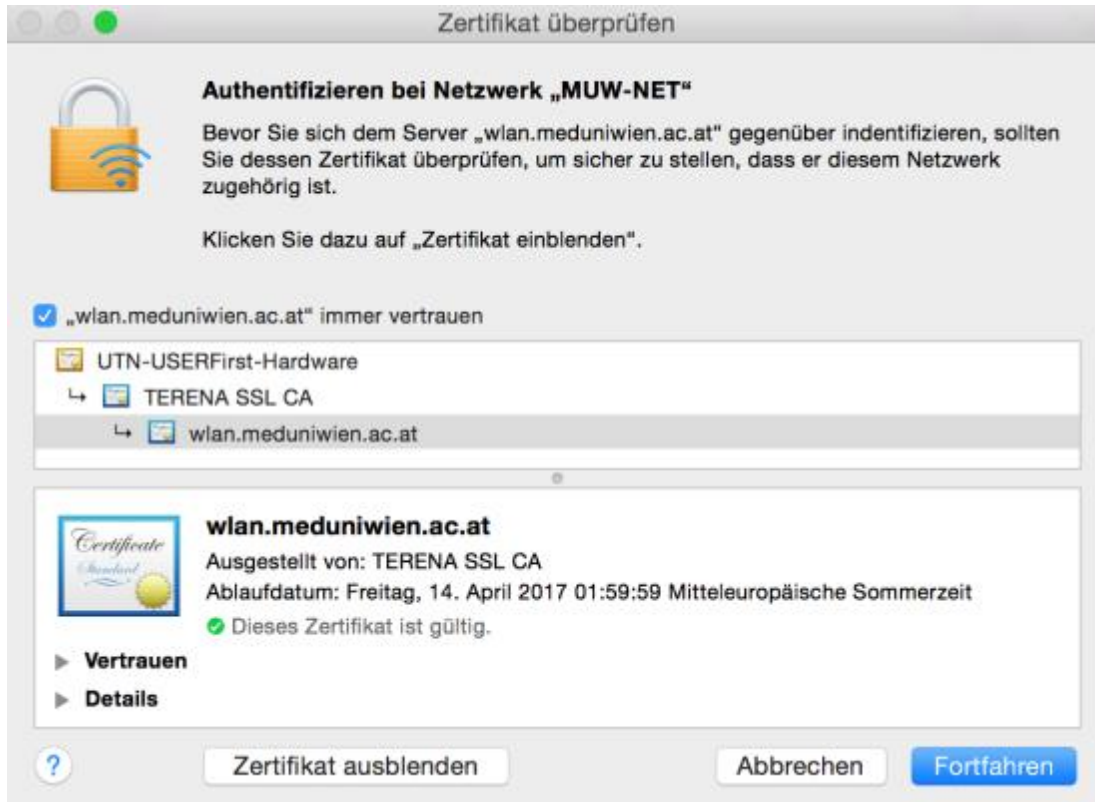 Zertifikat überprüfen
Authentifizieren bei Netzwerk „MUW-NET“
Bevor Sie sich dem Server „wlan.meduniwien.ac.at“ gegenüber indentifizieren, sollten
Sie dessen Zertifikat überprüfen, um sicher zu stellen, dass er diesem Netzwerk
zugehörig ist.
Klicken Sie dazu auf „Zertifikat einblenden“.
„wlan.meduniwien.ac.at“ immer vertrauen
UTN-USERFirst-Hardware
TERENA SSL CA
wlan.meduniwien.ac.at
Certificate
Standard
wlan.meduniwien.ac.at
Ausgestellt von: TERENA SSL CA
Ablaufdatum: Freitag, 14. April 2017 01:59:59 Mitteleuropäische Sommerzeit
Dieses Zertifikat ist gültig.
Vertrauen
Details
? Zertifikat ausblenden Abbrechen Fortfahren